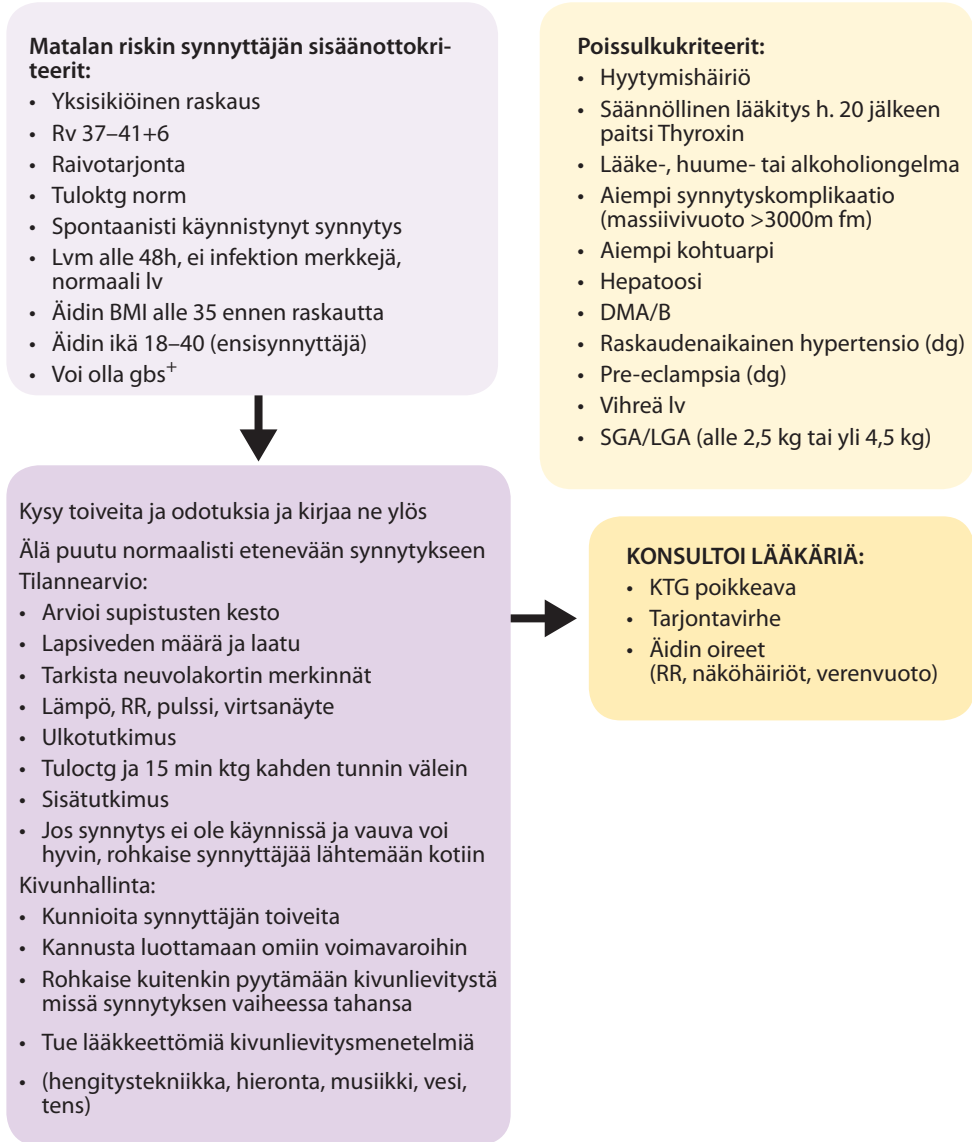 Matalan riskin synnyttäjän sisäänottokri-
teerit:
• Yksisikiöinen raskaus
• Rv 37–41+6
• Raivotarjonta
• Tuloktg norm
• Spontaanisti käynnistynyt synnytys
• Lvm alle 48h, ei infektion merkkejä,
normaali lv
• Äidin BMI alle 35 ennen raskautta
• Äidin ikä 18–40 (ensisynnyttäjä)
• Voi olla gbs⁺
Poissulkukriteerit:
• Hyytymishäiriö
• Säännöllinen lääkitys h. 20 jälkeen
paitsi Thyroxin
• Lääke-, huume- tai alkoholiongelma
• Aiempi synnytyskomplikaatio
(massiivivuoto >3000m fm)
• Aiempi kohtuarpi
• Hepatoosi
• DMA/B
• Raskaudenaikainen hypertensio (dg)
• Pre-eclampsia (dg)
• Vihreä lv
• SGA/LGA (alle 2,5 kg tai yli 4,5 kg)
Kysy toiveita ja odotuksia ja kirjaa ne ylös
Älä puutu normaalisti etenevään synnytykseen
Tilannearvio:
• Arvioi supistusten kesto
• Lapsiveden määrä ja laatu
• Tarkista neuvolakortin merkinnät
• Lämpö, RR, pulssi, virtsanäyte
• Ulkotutkimus
• Tuloctg ja 15 min ktg kahden tunnin välein
• Sisätutkimus
• Jos synnytys ei ole käynnissä ja vauva voi
hyvin, rohkaise synnyttäjää lähtemään kotiin
Kivunhallinta:
• Kunnioita synnyttäjän toiveita
• Kannusta luottamaan omiin voimavaroihin
• Rohkaise kuitenkin pyytämään kivunlievitystä
missä synnytyksen vaiheessa tahansa
• Tue lääkkeettömiä kivunlievitysmenetelmiä
• (hengitystekniikka, hieronta, musiikki, vesi,
tens)
KONSULTOI LÄÄKÄRIÄ:
• KTG poikkeava
• Tarjontavirhe
• Äidin oireet
(RR, näköhäiriöt, verenvuoto)